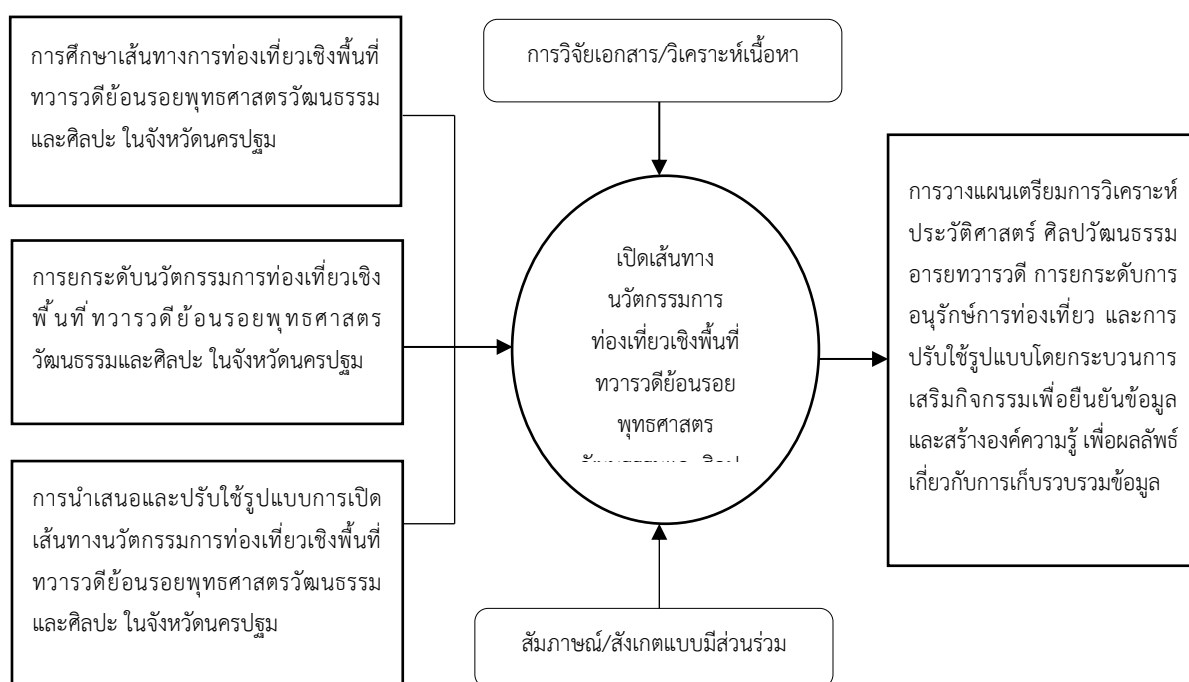 การศึกษาเส้นทางการท่องเที่ยวเชิงพื้นที่
ทวารวดีย้อนรอยพุทธศาสตรวัฒนธรรม
และศิลปะ ในจังหวัดนครปฐม
การยกระดับนวัตกรรมการท่องเที่ยวเชิง
พื้นที่ทวารวดีย้อนรอยพุทธศาสตร
วัฒนธรรมและศิลปะ ในจังหวัดนครปฐม
การนำเสนอและปรับใช้รูปแบบการเปิด
เส้นทางนวัตกรรมการท่องเที่ยวเชิงพื้นที่
ทวารวดีย้อนรอยพุทธศาสตรวัฒนธรรม
และศิลปะ ในจังหวัดนครปฐม
การวิจัยเอกสาร/วิเคราะห์เนื้อหา
เปิดเส้นทาง
นวัตกรรมการ
ท่องเที่ยวเชิงพื้นที่
ทวารวดีย้อนรอย
พุทธศาสตร
สัมภาษณ์/สังเกตแบบมีส่วนร่วม
การวางแผนเตรียมการวิเคราะห์
ประวัติศาสตร์ ศิลปวัฒนธรรม
อารยทวารวดี การยกระดับการ
อนุรักษ์การท่องเที่ยว และการ
ปรับใช้รูปแบบโดยกระบวนการ
เสริมกิจกรรมเพื่อยืนยันข้อมูล
และสร้างองค์ความรู้ เพื่อผลลัพธ์
เกี่ยวกับการเก็บรวบรวมข้อมูล